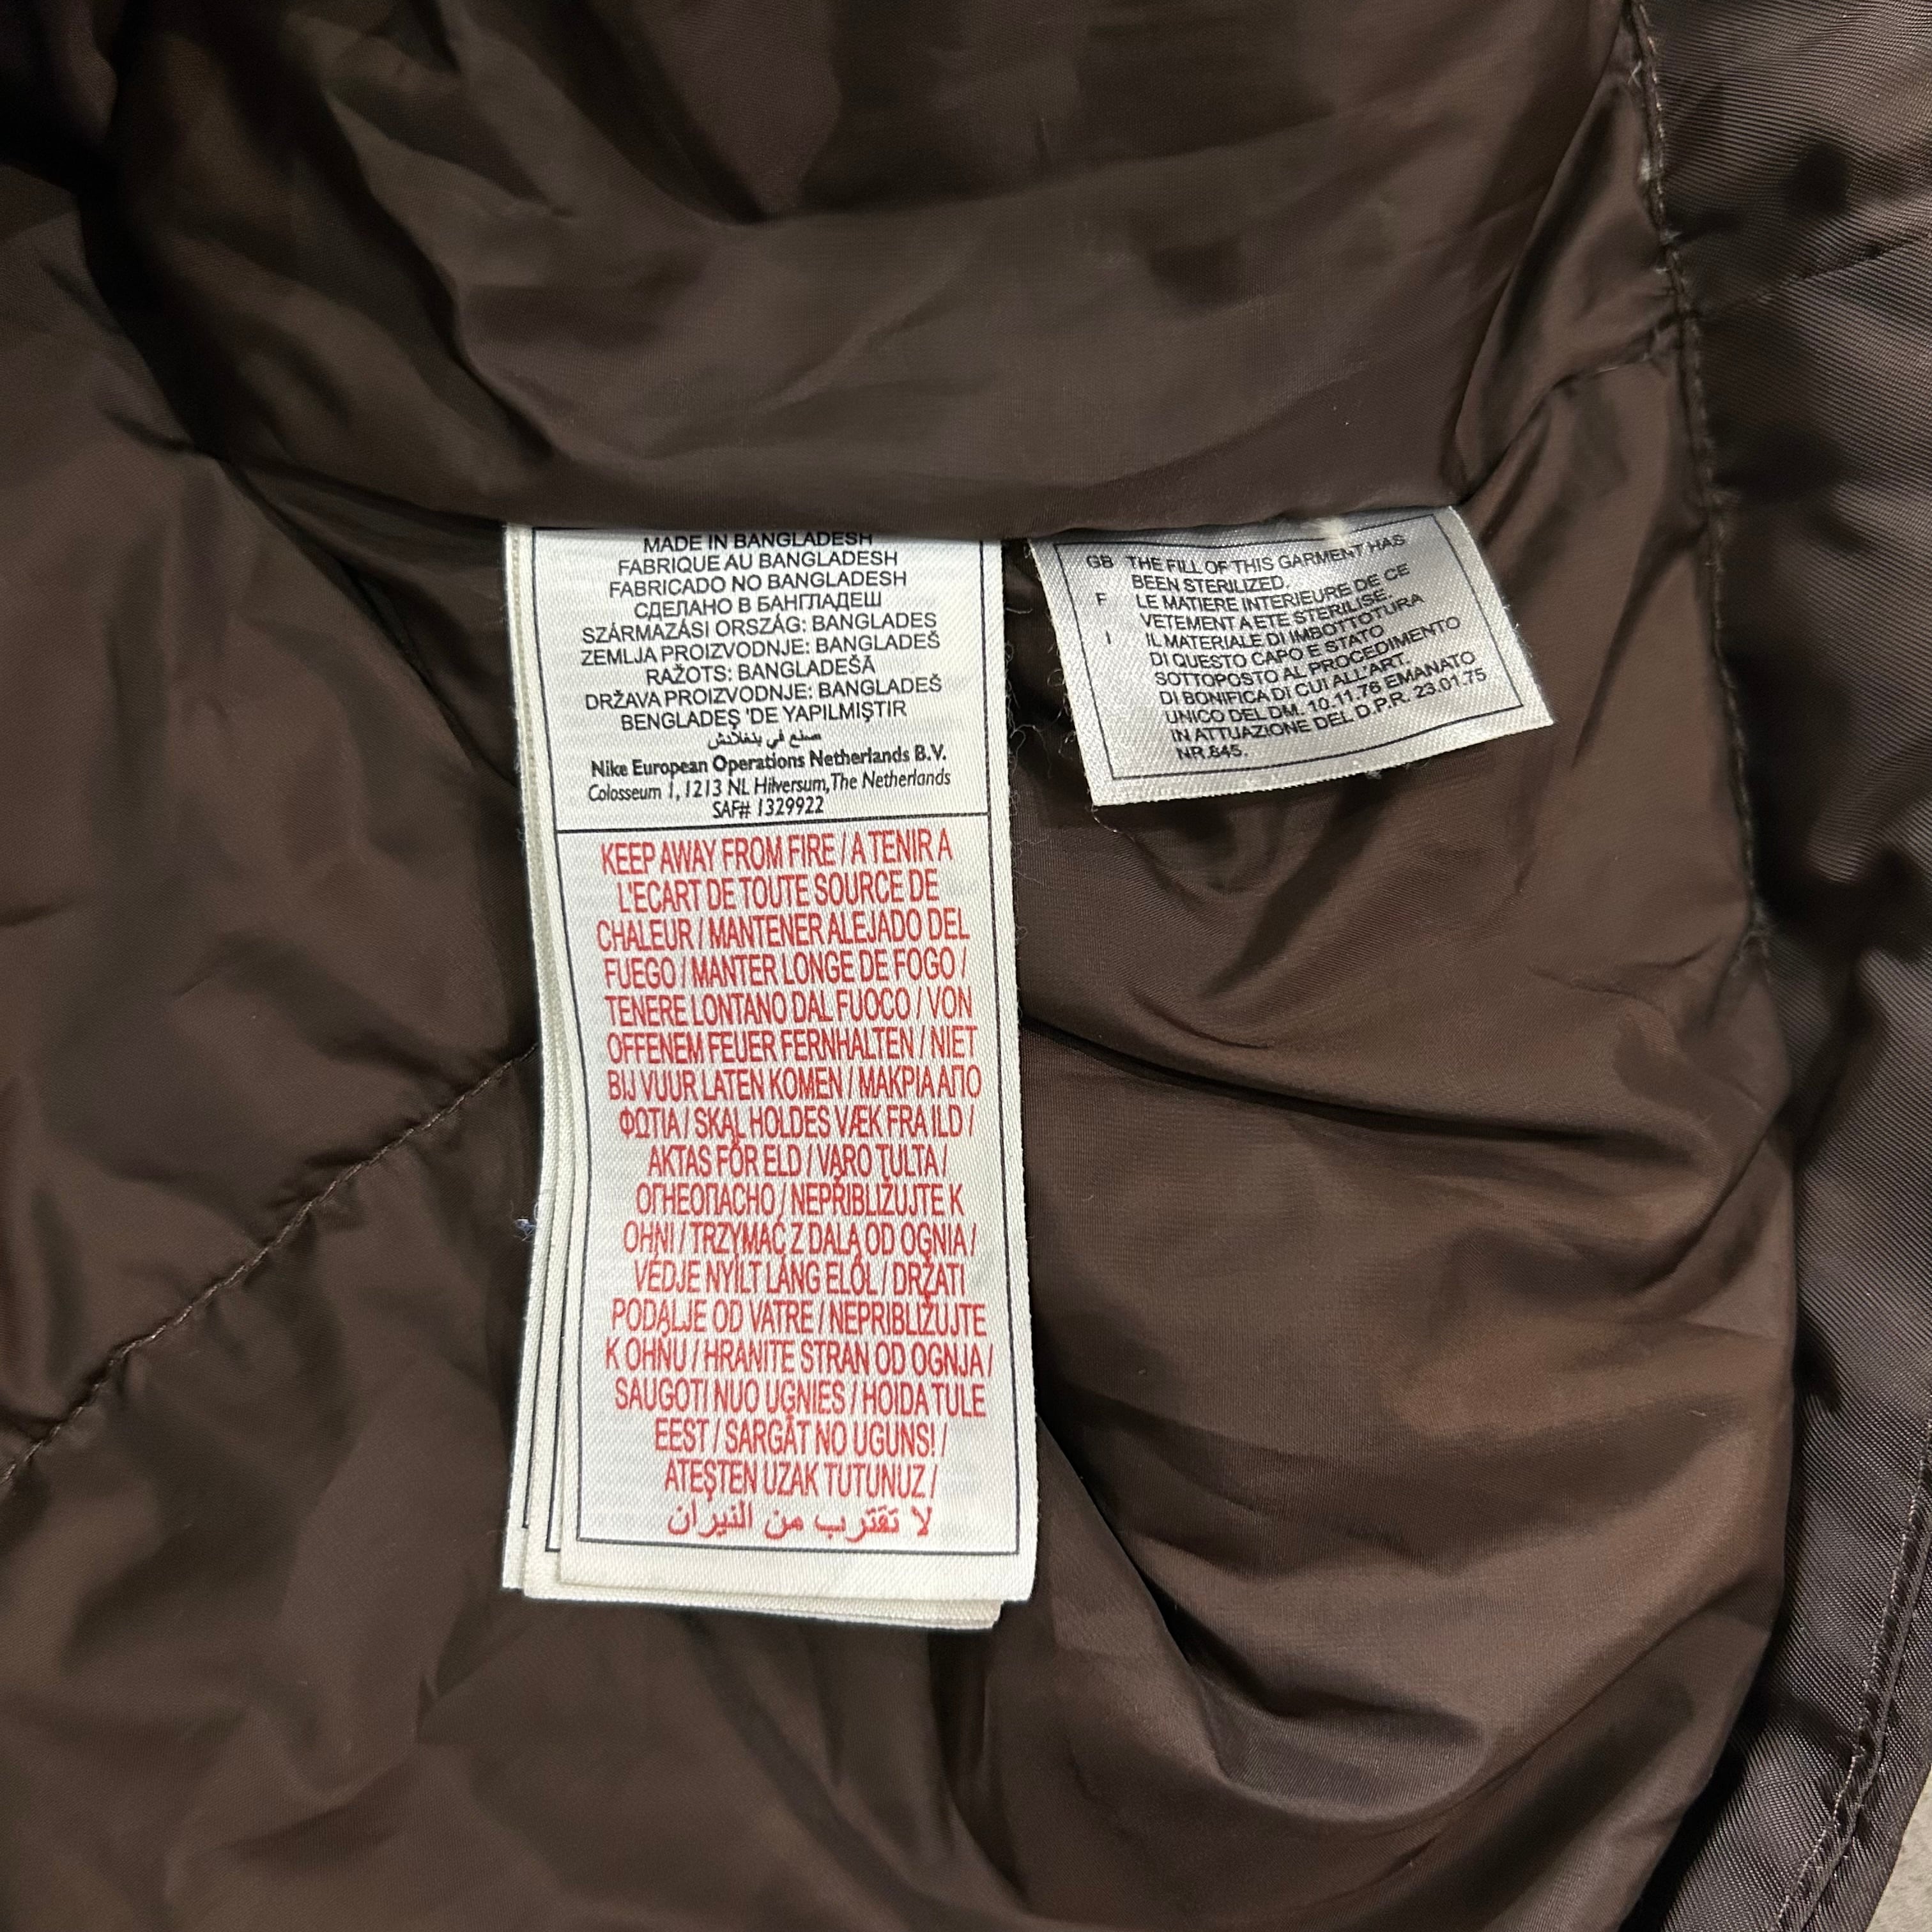 MADE IN BANGLADESH
FABRIQUE AU BANGLADESH
FABRICADO NO BANGLADESH
СДЕЛАНО В БАНГЛАДЕШ
SZÁRMAZÁSI ORSZÁG: BANGLADES
ZEMLJA PROIZVODNJE: BANGLADEŠ
RAŽOTS: BANGLADEŠĀ
DRŽAVA PROIZVODNJE: BANGLADEŠ
BENGLADEŞ 'DE YAPILMIŞTIR
صنع في بنغلادش
Nike European Operations Netherlands B.V.
Colosseum 1, 1213 NL Hilversum, The Netherlands
SAF# 1329922
KEEP AWAY FROM FIRE / A TENIR A
L'ECART DE TOUTE SOURCE DE
CHALEUR / MANTENER ALEJADO DEL
FUEGO / MANTER LONGE DE FOGO /
TENERE LONTANO DAL FUOCO / VON
OFFENEM FEUER FERNHALTEN / NIET
BIJ VUUR LATEN KOMEN / ΜΑΚΡΙΑ ΑΠΟ
ΦΩΤΙΑ / SKAL HOLDES VÆK FRA ILD /
AKTAS FÖR ELD / VARO TULTA /
ОГНЕОПАСНО / NEPŘIBLIŽUJTE K
OHNI / TRZYMAĆ Z DALA OD OGNIA /
VÉDJE NYÍLT LÁNG ELŐL / DRŽATI
PODALJE OD VATRE / NEPRIBLIŽUJTE
K OHŇU / HRANITE STRAN OD OGNJA /
SAUGOTI NUO UGNIES / HOIDA TULE
EEST / SARGĀT NO UGUNS! /
ATEŞTEN UZAK TUTUNUZ /
لا تقترب من النيران
GB THE FILL OF THIS GARMENT HAS
BEEN STERILIZED.
F LE MATIERE INTERIEURE DE CE
VETEMENT A ETE STERILISE.
I IL MATERIALE DI IMBOTTOTURA
DI QUESTO CAPO E STATO
SOTTOPOSTO AL PROCEDIMENTO
DI BONIFICA DI CUI ALL'ART.
UNICO DEL DM. 10.11.76 EMANATO
IN ATTUAZIONE DEL D.P.R. 23.01.75
NR.845.